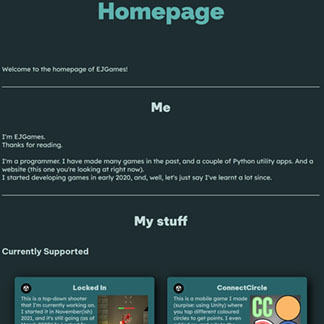 Homepage
Welcome to the homepage of EJGames!
Me
I'm EJGames.
Thanks for reading.
I'm a programmer. I have made many games in the past, and a couple of Python utility apps. And a
website (this one you're looking at right now).
I started developing games in early 2020, and, well, let's just say I've learnt a lot since.
My stuff
Currently Supported
Locked In
This is a top-down shooter
that I'm currently working on.
I started it in November(ish)
2021, and it's still going (as of
ConnectCircle
This is a mobile game I made
(surprise: using Unity) where
you tap different coloured
circles to get points. I even
CC